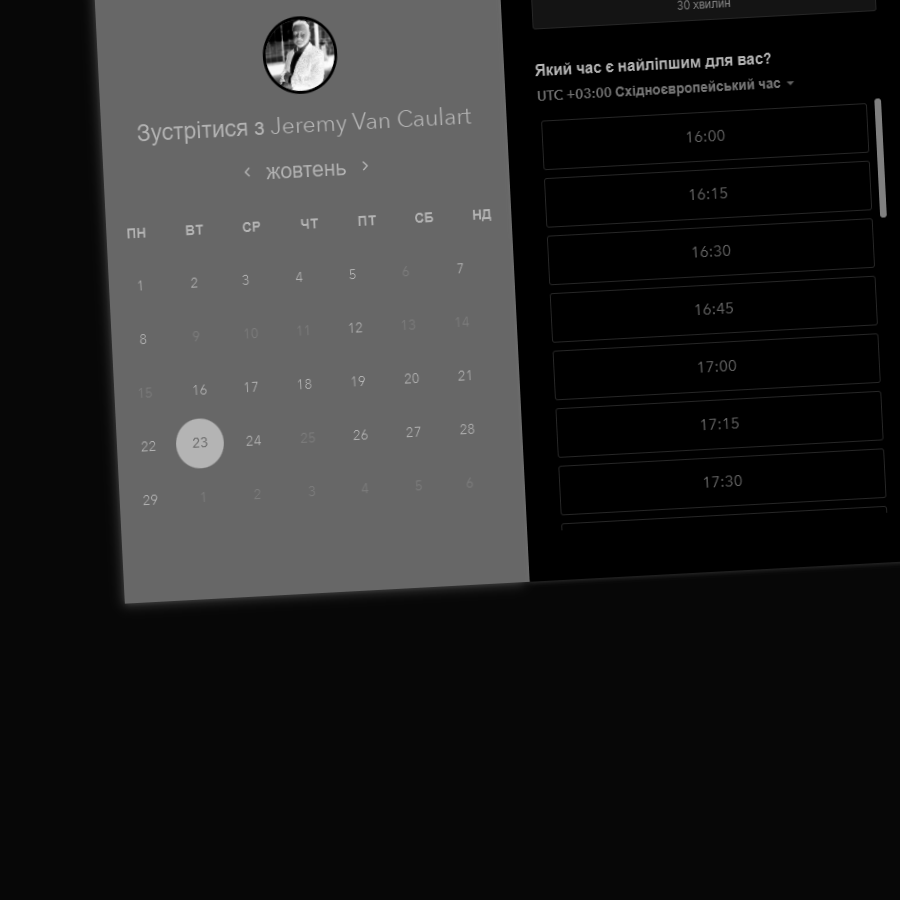 Зустрітися з Jeremy Van Caulart
жовтень
ПН ВТ СР ЧТ ПТ СБ НД
1 2 3 4 5 6 7
8 9 10 11 12 13 14
15 16 17 18 19 20 21
22 23 24 25 26 27 28
29 1 2 3 4 5 6
30 хвилин
Який час є найліпшим для вас?
UTC +03:00 Східноєвропейський час
16:00
16:15
16:30
16:45
17:00
17:15
17:30